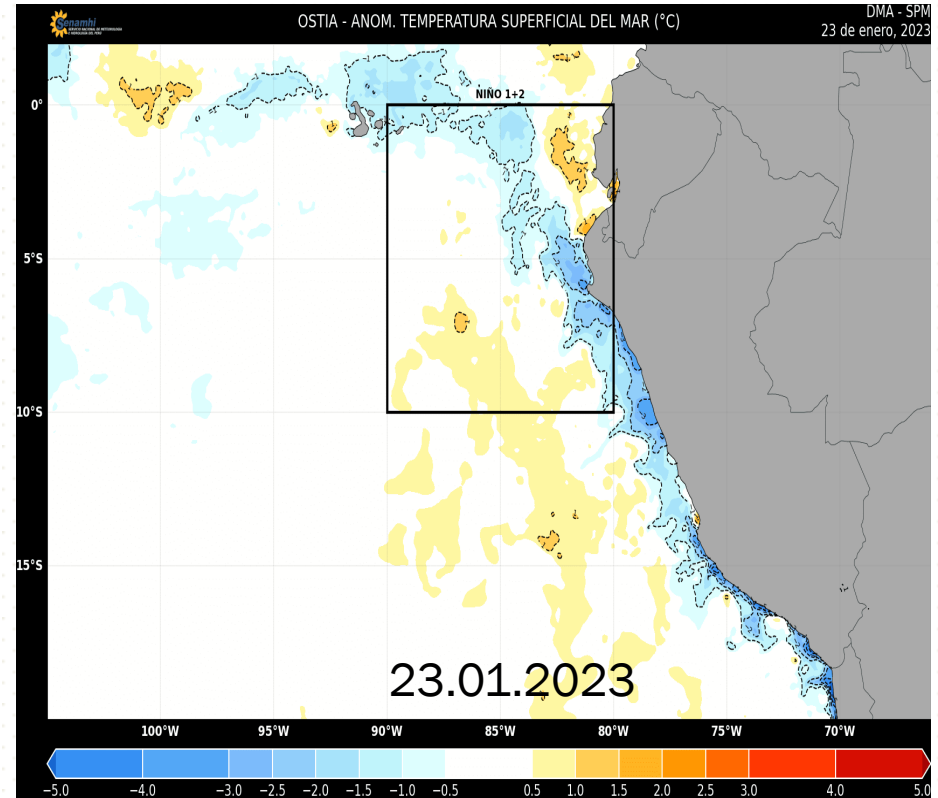 Senamhi
OSTIA - ANOM. TEMPERATURA SUPERFICIAL DEL MAR (°C)
DMA - SPM
23 de enero, 2023
NIÑO 1+2
0°
5°S
10°S
15°S
23.01.2023
100°W 95°W 90°W 85°W 80°W 75°W 70°W
−5.0 −4.0 −3.0 −2.5 −2.0 −1.5 −1.0 −0.5 0.5 1.0 1.5 2.0 2.5 3.0 4.0 5.0